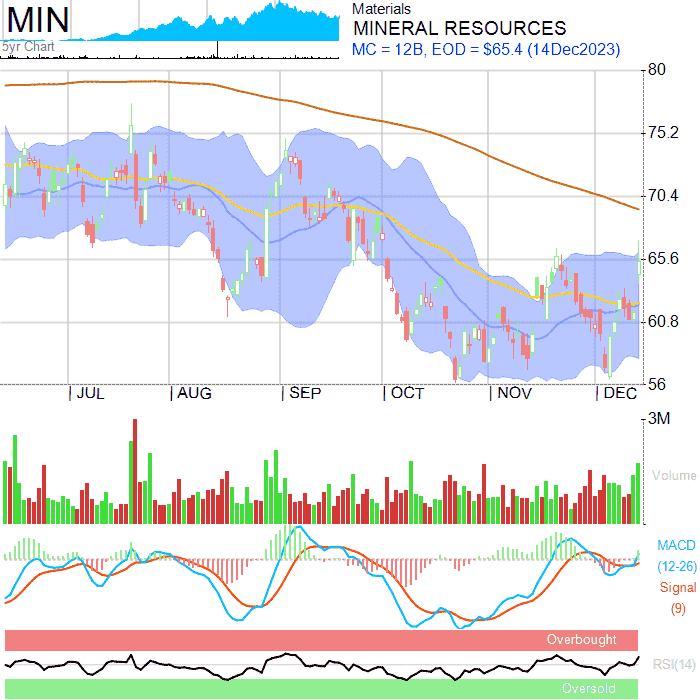 MIN
5yr Chart
Materials
MINERAL RESOURCES
MC = 12B, EOD = $65.4 (14Dec2023)
80
75.2
70.4
65.6
60.8
56
JUL AUG SEP OCT NOV DEC
3M
Volume
MACD
(12-26)
Signal
(9)
Overbought
RSI(14)
Oversold